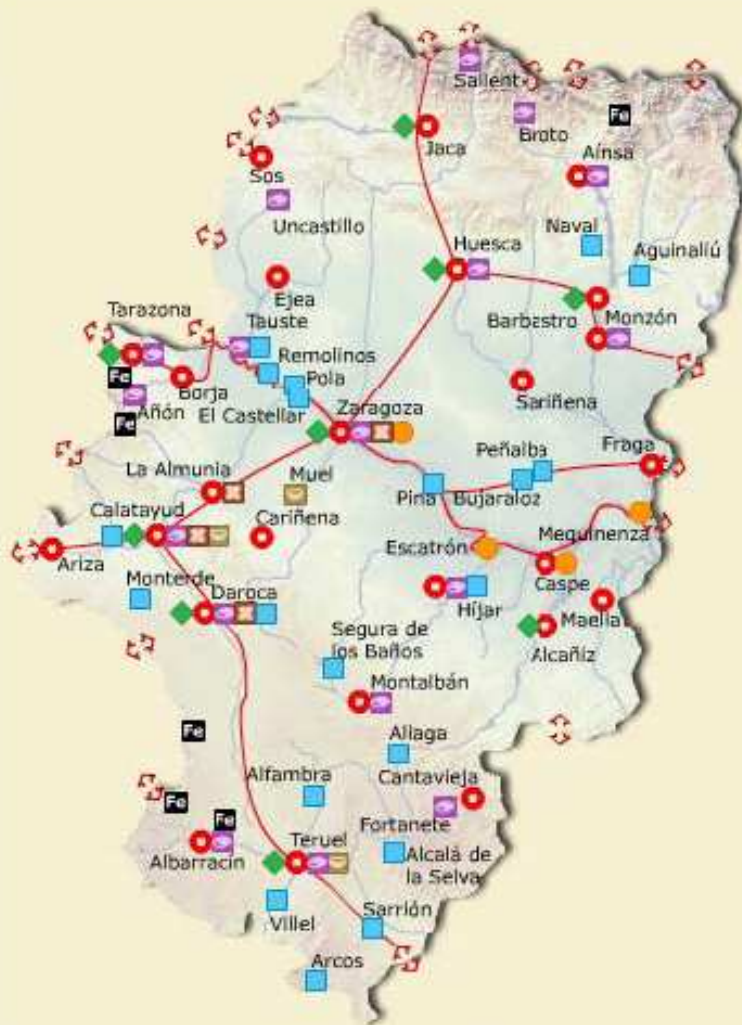 Sallent
Fe
Broto
Jaca
Aínsa
Sos
Uncastillo
Naval
Huesca
Aguinalíu
Ejea
Tarazona
Tauste
Barbastro
Monzón
Remolinos
Fe
Borja
Pola
Añón
El Castellar
Zaragoza
Sariñena
Fe
Peñalba
Fraga
La Almunia
Muel
Pina
Bujaraloz
Calatayud
Cariñena
Mequinenza
Ariza
Escatrón
Caspe
Monterde
Daroca
Híjar
Maella
Alcañiz
Segura de
los Baños
Montalbán
Fe
Aliaga
Alfambra
Cantavieja
Fe
Fe
Fortanete
Albarracín
Teruel
Alcalá de
la Selva
Villel
Sarrión
Arcos